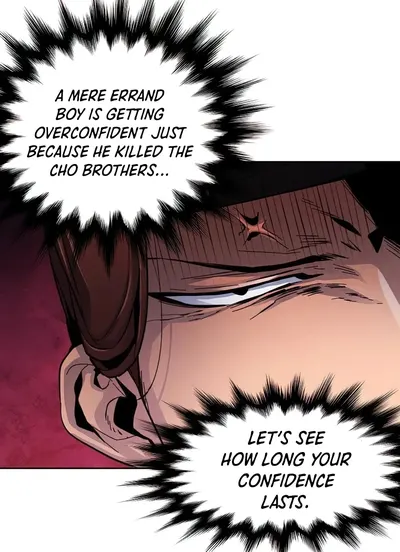 A MERE ERRAND
BOY IS GETTING
OVERCONFIDENT JUST
BECAUSE HE KILLED THE
CHO BROTHERS...
LET'S SEE
HOW LONG YOUR
CONFIDENCE
LASTS.